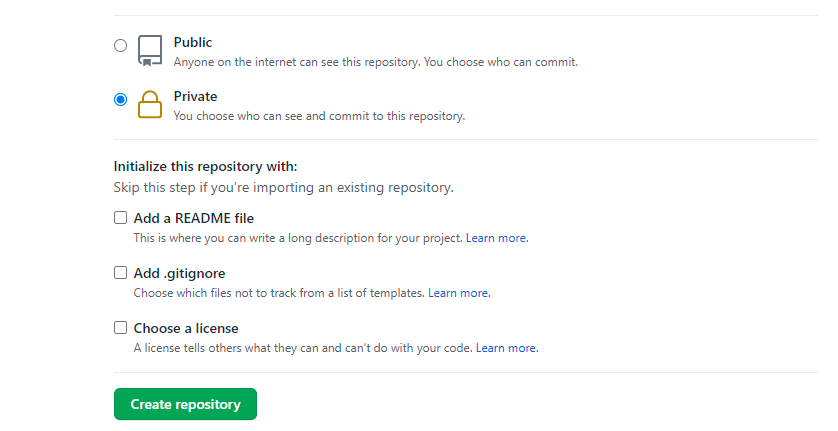 Public
Anyone on the internet can see this repository. You choose who can commit.
Private
You choose who can see and commit to this repository.
Initialize this repository with:
Skip this step if you're importing an existing repository.
Add a README file
This is where you can write a long description for your project. Learn more.
Add .gitignore
Choose which files not to track from a list of templates. Learn more.
Choose a license
A license tells others what they can and can't do with your code. Learn more.
Create repository